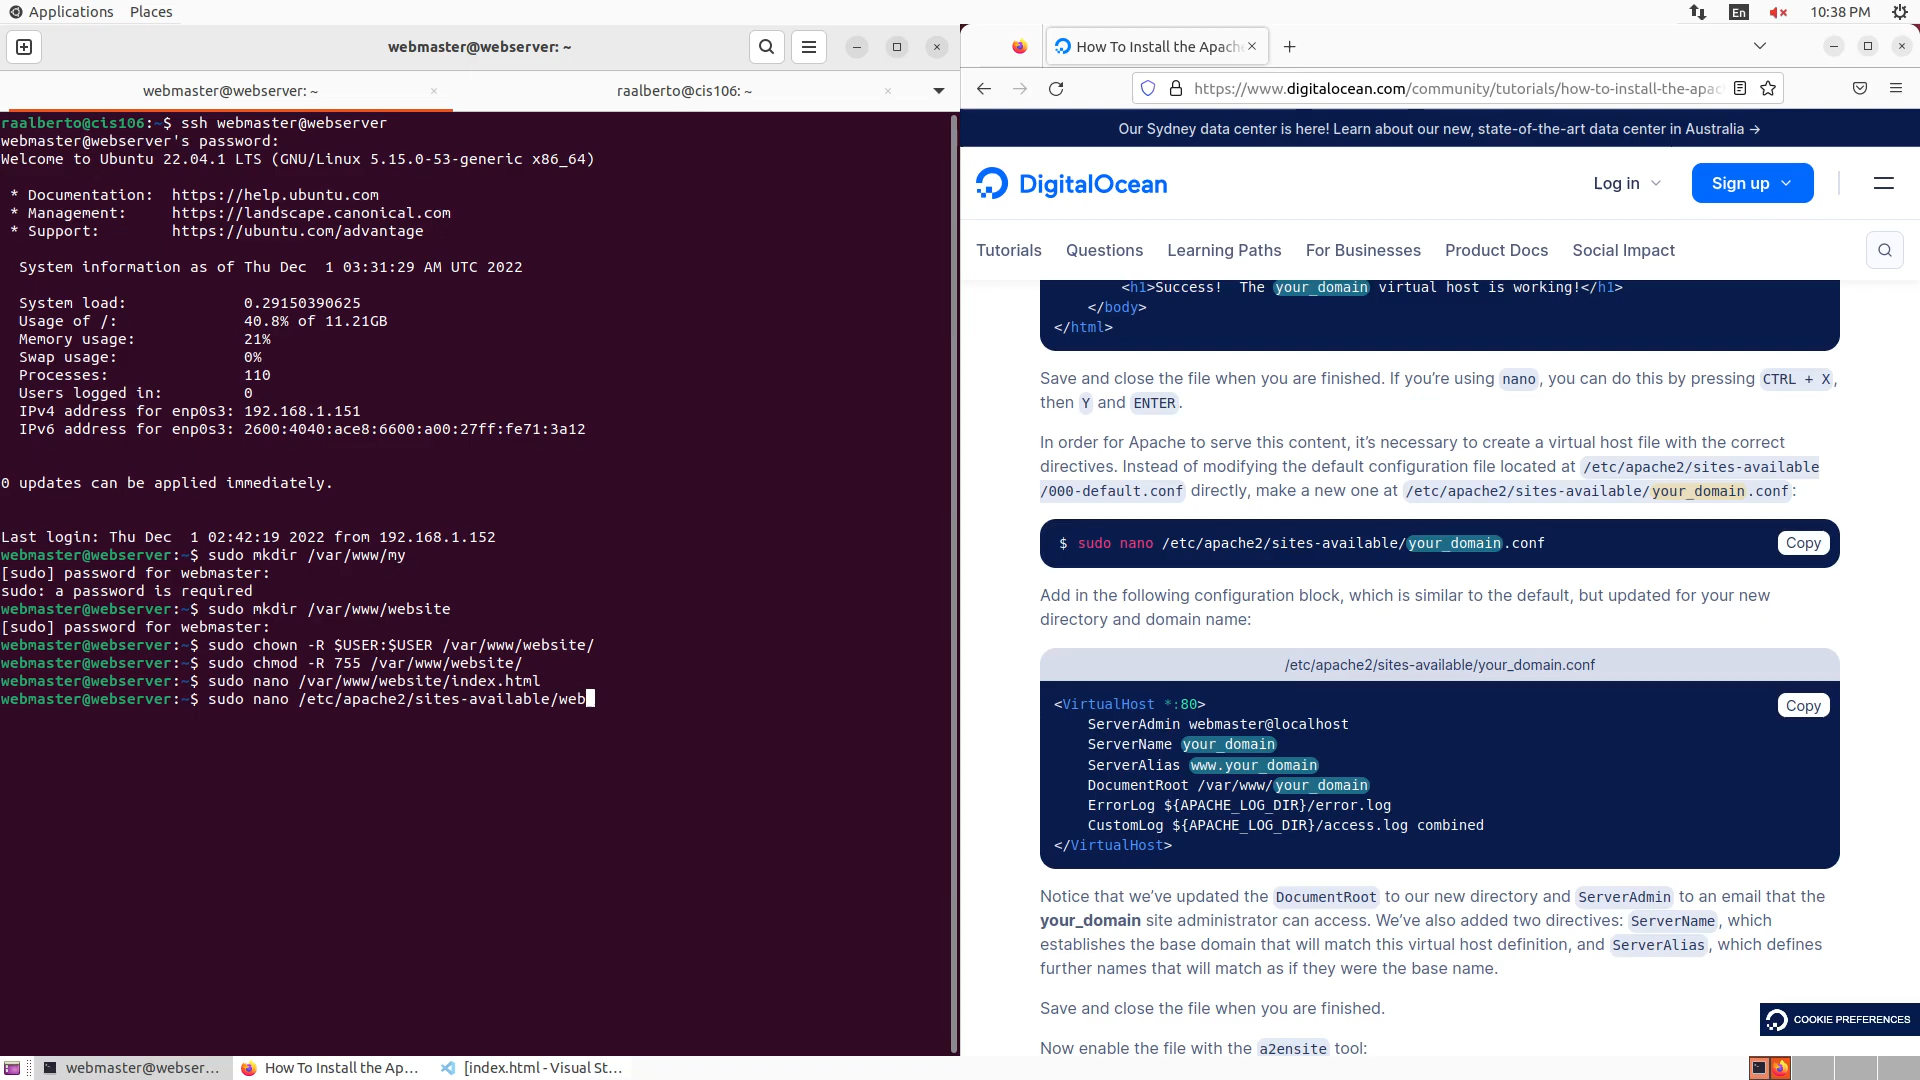 Applications Places
En 10:38 PM
webmaster@webserver: ~
webmaster@webserver: ~
raalberto@cis106: ~
raalberto@cis106:~$ ssh webmaster@webserver
webmaster@webserver's password:
Welcome to Ubuntu 22.04.1 LTS (GNU/Linux 5.15.0-53-generic x86_64)
* Documentation: https://help.ubuntu.com
* Management: https://landscape.canonical.com
* Support: https://ubuntu.com/advantage
System information as of Thu Dec 1 03:31:29 AM UTC 2022
System load: 0.29150390625
Usage of /: 40.8% of 11.21GB
Memory usage: 21%
Swap usage: 0%
Processes: 110
Users logged in: 0
IPv4 address for enp0s3: 192.168.1.151
IPv6 address for enp0s3: 2600:4040:ace8:6600:a00:27ff:fe71:3a12
0 updates can be applied immediately.
Last login: Thu Dec 1 02:42:19 2022 from 192.168.1.152
webmaster@webserver:~$ sudo mkdir /var/www/my
[sudo] password for webmaster:
sudo: a password is required
webmaster@webserver:~$ sudo mkdir /var/www/website
[sudo] password for webmaster:
webmaster@webserver:~$ sudo chown -R $USER:$USER /var/www/website/
webmaster@webserver:~$ sudo chmod -R 755 /var/www/website/
webmaster@webserver:~$ sudo nano /var/www/website/index.html
webmaster@webserver:~$ sudo nano /etc/apache2/sites-available/web
How To Install the Apach
https://www.digitalocean.com/community/tutorials/how-to-install-the-apac
Our Sydney data center is here! Learn about our new, state-of-the-art data center in Australia →
DigitalOcean
Log in
Sign up
Tutorials Questions Learning Paths For Businesses Product Docs Social Impact
<h1>Success! The your_domain virtual host is working!</h1>
</body>
</html>
Save and close the file when you are finished. If you’re using nano, you can do this by pressing CTRL + X,
then Y and ENTER.
In order for Apache to serve this content, it’s necessary to create a virtual host file with the correct
directives. Instead of modifying the default configuration file located at /etc/apache2/sites-available
/000-default.conf directly, make a new one at /etc/apache2/sites-available/your_domain.conf:
$ sudo nano /etc/apache2/sites-available/your_domain.conf
Copy
Add in the following configuration block, which is similar to the default, but updated for your new
directory and domain name:
/etc/apache2/sites-available/your_domain.conf
Copy
<VirtualHost *:80>
ServerAdmin webmaster@localhost
ServerName your_domain
ServerAlias www.your_domain
DocumentRoot /var/www/your_domain
ErrorLog ${APACHE_LOG_DIR}/error.log
CustomLog ${APACHE_LOG_DIR}/access.log combined
</VirtualHost>
Notice that we’ve updated the DocumentRoot to our new directory and ServerAdmin to an email that the
your_domain site administrator can access. We’ve also added two directives: ServerName, which
establishes the base domain that will match this virtual host definition, and ServerAlias, which defines
further names that will match as if they were the base name.
Save and close the file when you are finished.
COOKIE PREFERENCES
Now enable the file with the a2ensite tool:
webmaster@webser... How To Install the Ap... [index.html - Visual St...